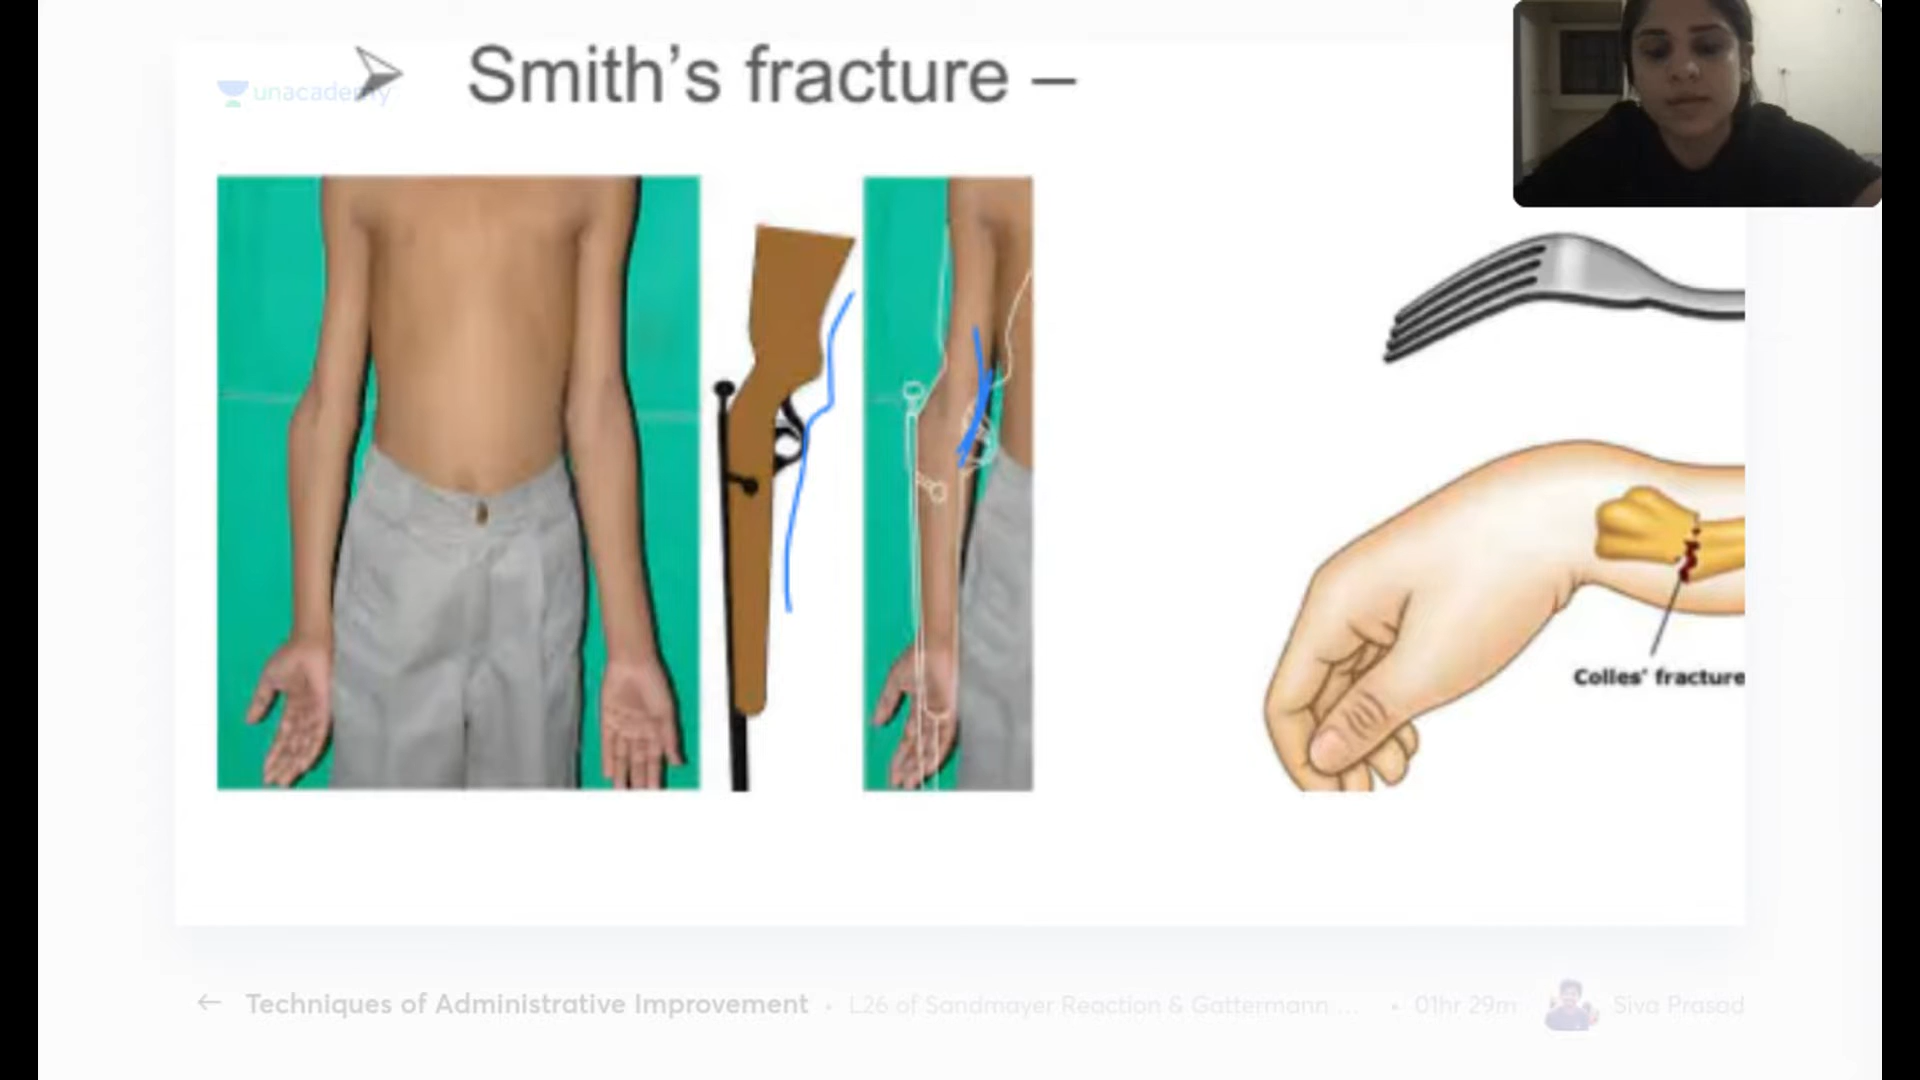 Smith's fracture –
unacademy
Colles' fracture
Techniques of Administrative Improvement • L26 of Sandmayer Reaction & Gattermann ... • 01hr 29m Siva Prasad